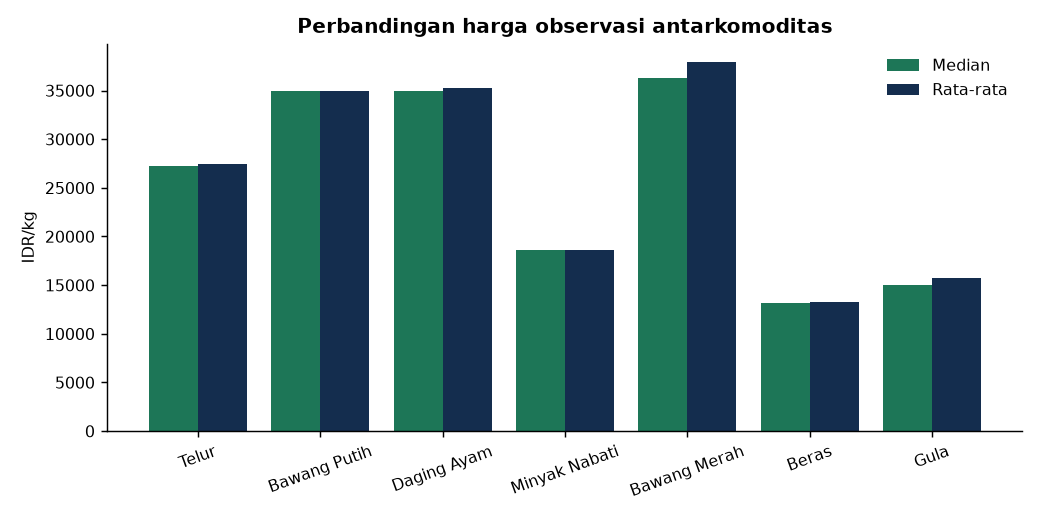 Perbandingan harga observasi antarkomoditas
Median
Rata-rata
IDR/kg
35000
30000
25000
20000
15000
10000
5000
0
Telur
Bawang Putih
Daging Ayam
Minyak Nabati
Bawang Merah
Beras
Gula